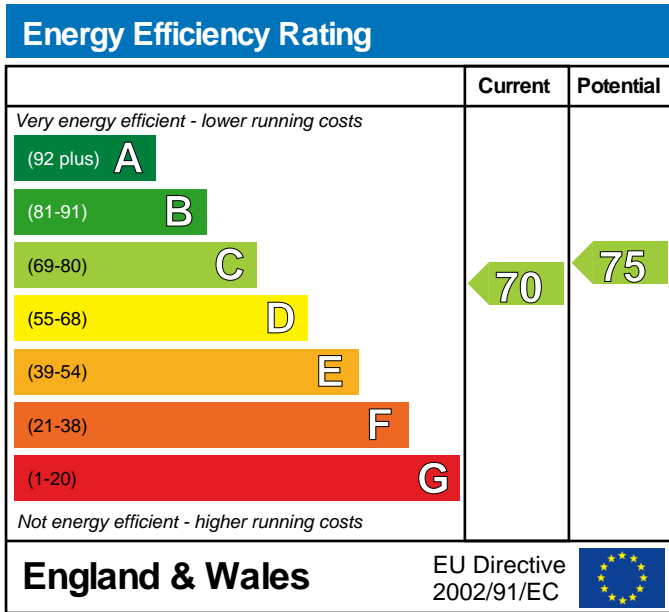 Energy Efficiency Rating
Current Potential
Very energy efficient - lower running costs
(92 plus) A
(81-91) B
(69-80) C
(55-68) D
(39-54) E
(21-38) F
(1-20) G
70
75
Not energy efficient - higher running costs
England & Wales
EU Directive
2002/91/EC